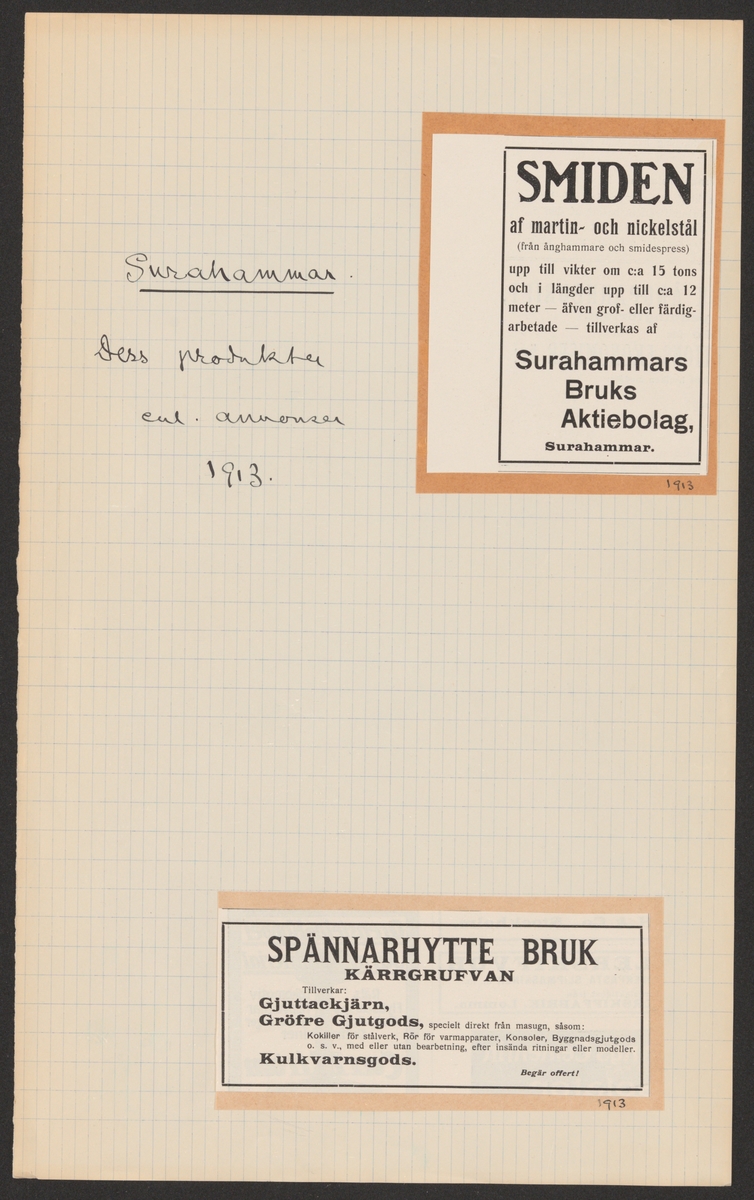 Surahammar.
Dess produkter
enl. annonser
1913.
SMIDEN
af martin- och nickelstål
(från ånghammare och smidespress)
upp till vikter om c:a 15 tons
och i längder upp till c:a 12
meter — äfven grof- eller färdig-
arbetade — tillverkas af
Surahammars
Bruks
Aktiebolag,
Surahammar.
1913
SPÄNNARHYTTE BRUK
KÄRRGRUFVAN
Tillverkar:
Gjuttackjärn,
Gröfre Gjutgods, specielt direkt från masugn, såsom:
Kokiller för stålverk, Rör för varmapparater, Konsoler, Byggnadsgjutgods
o. s. v., med eller utan bearbetning, efter insända ritningar eller modeller.
Kulkvarnsgods.
Begär offert!
1913